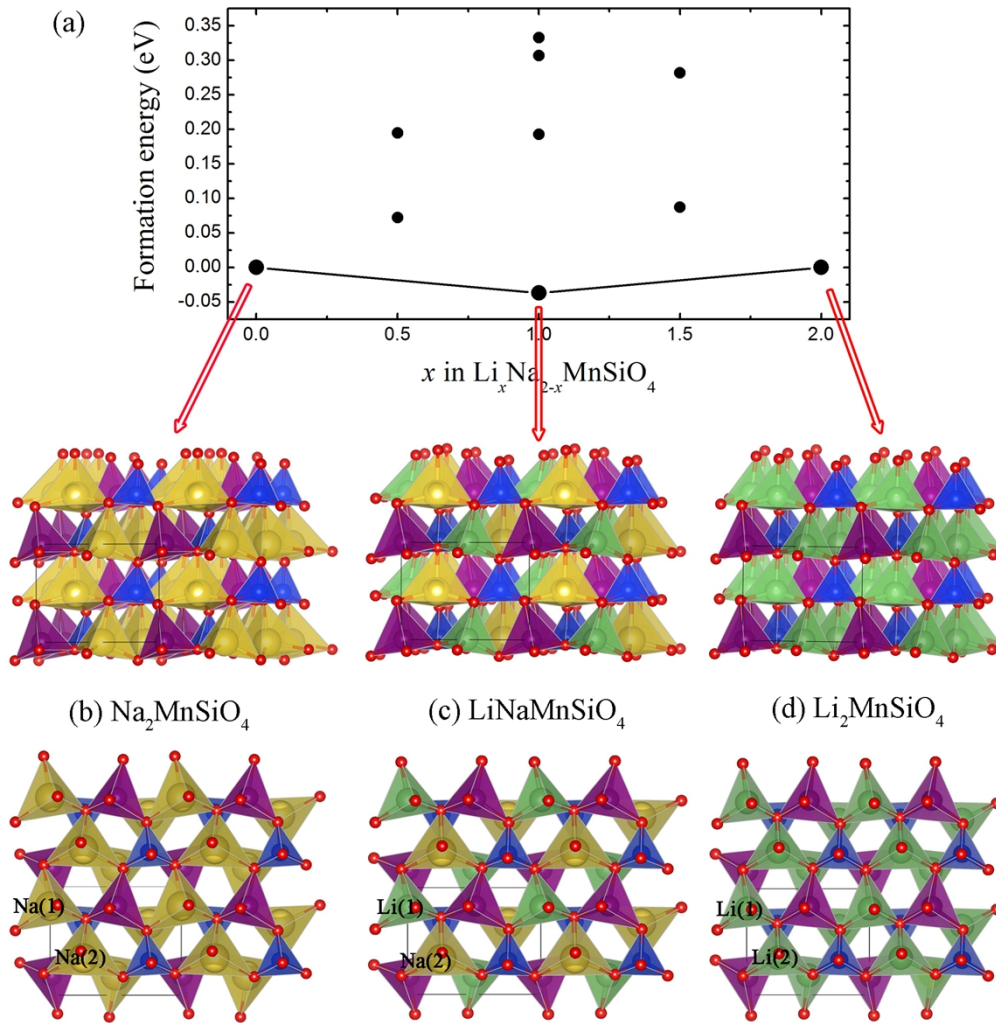 (a)
Formation energy (eV)
0.35
0.30
0.25
0.20
0.15
0.10
0.05
0.00
-0.05
0.0 0.5 1.0 1.5 2.0
x in LiₓNa₂₋ₓMnSiO₄
(b) Na₂MnSiO₄ (c) LiNaMnSiO₄ (d) Li₂MnSiO₄
Na(1) Li(1) Li(1)
Na(2) Na(2) Li(2)